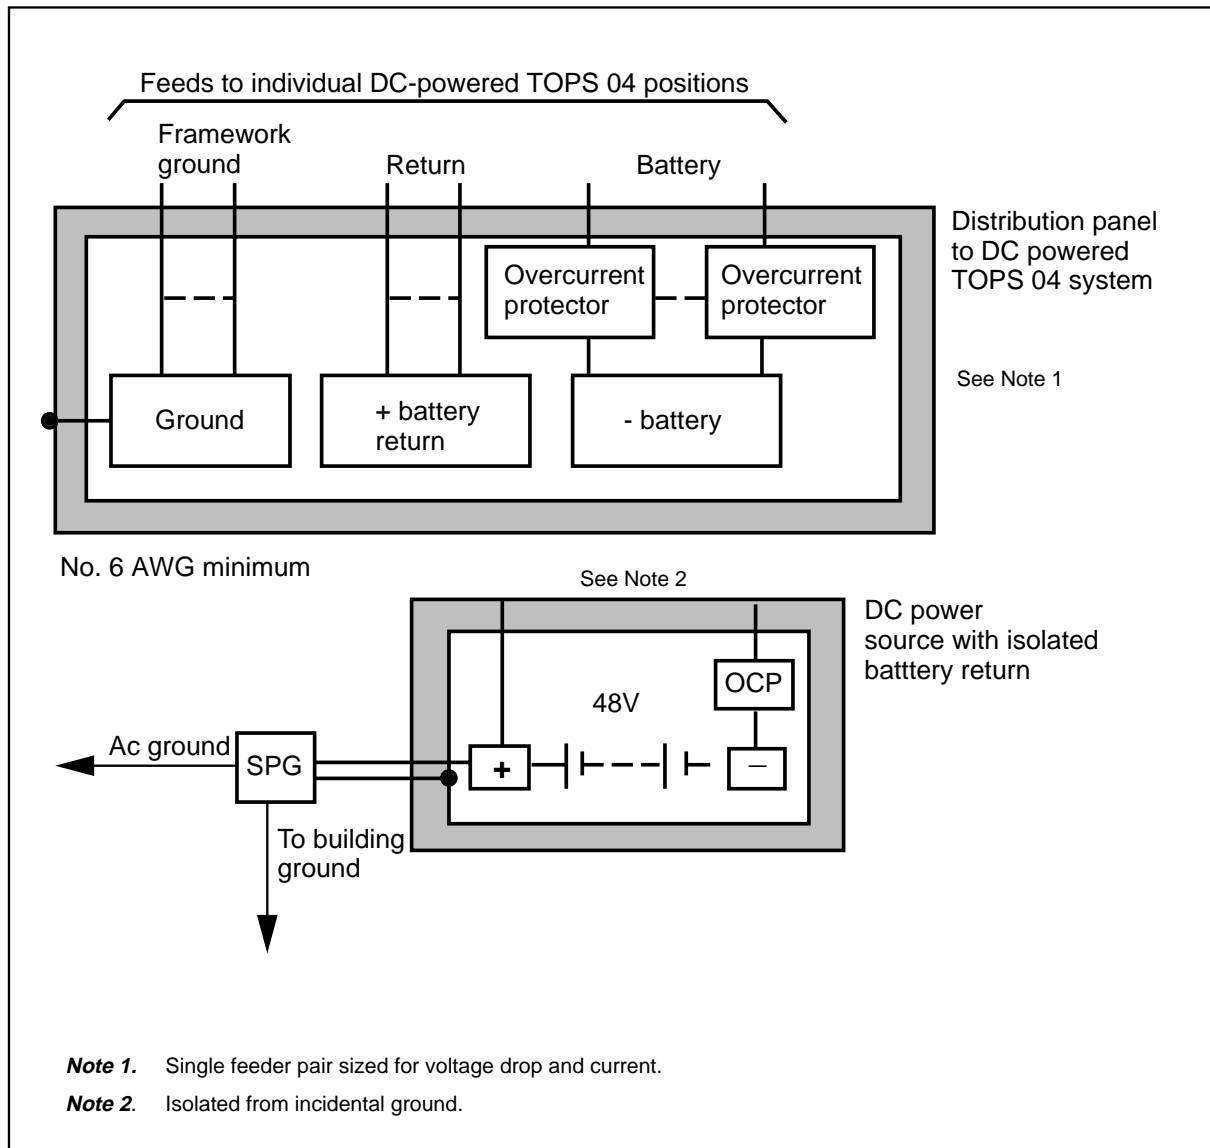 Feeds to individual DC-powered TOPS 04 positions
Framework
ground
Return
Battery
Distribution panel
to DC powered
TOPS 04 system
Overcurrent
protector
Overcurrent
protector
See Note 1
Ground
+ battery
return
- battery
No. 6 AWG minimum
See Note 2
DC power
source with isolated
batttery return
OCP
48V
Ac ground
SPG
+
–
To building
ground
Note 1. Single feeder pair sized for voltage drop and current.
Note 2. Isolated from incidental ground.